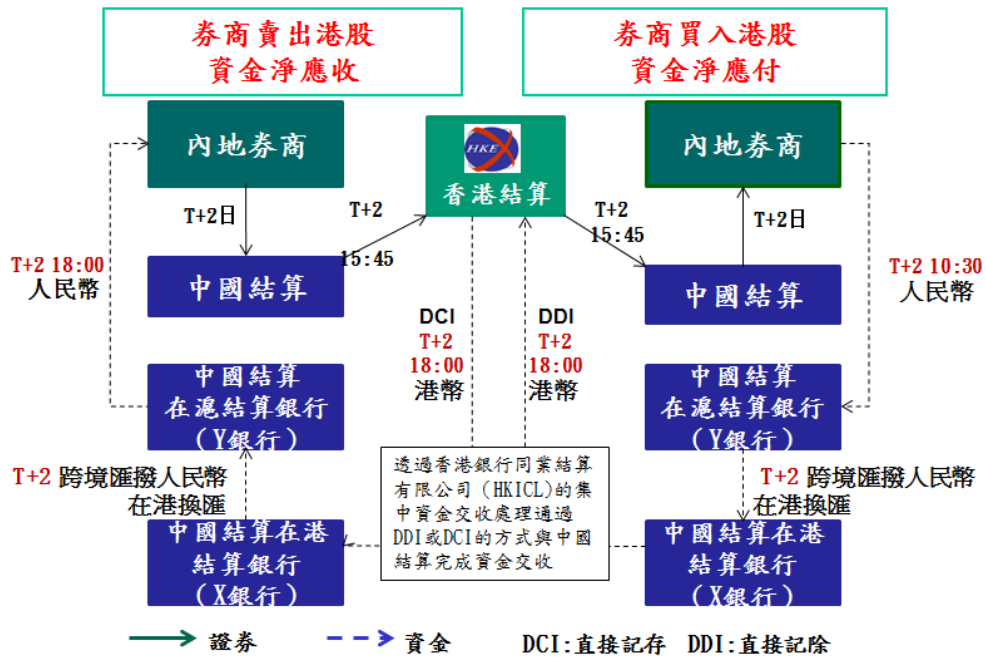 券商賣出港股
資金淨應收
券商買入港股
資金淨應付
內地券商
HKEX
香港結算
內地券商
T+2日
T+2
15:45
T+2
15:45
T+2日
T+2 18:00
人民幣
中國結算
中國結算
T+2 10:30
人民幣
DCI
T+2
18:00
港幣
DDI
T+2
18:00
港幣
中國結算
在滬結算銀行
(Y銀行)
中國結算
在滬結算銀行
(Y銀行)
T+2 跨境匯撥人民幣
在港換匯
透過香港銀行同業結算
有限公司(HKICL)的集
中資金交收處理通過
DDI或DCI的方式與中國
結算完成資金交收
T+2 跨境匯撥人民幣
在港換匯
中國結算在港
結算銀行
(X銀行)
中國結算在港
結算銀行
(X銀行)
證券
資金
DCI:直接記存 DDI:直接記除